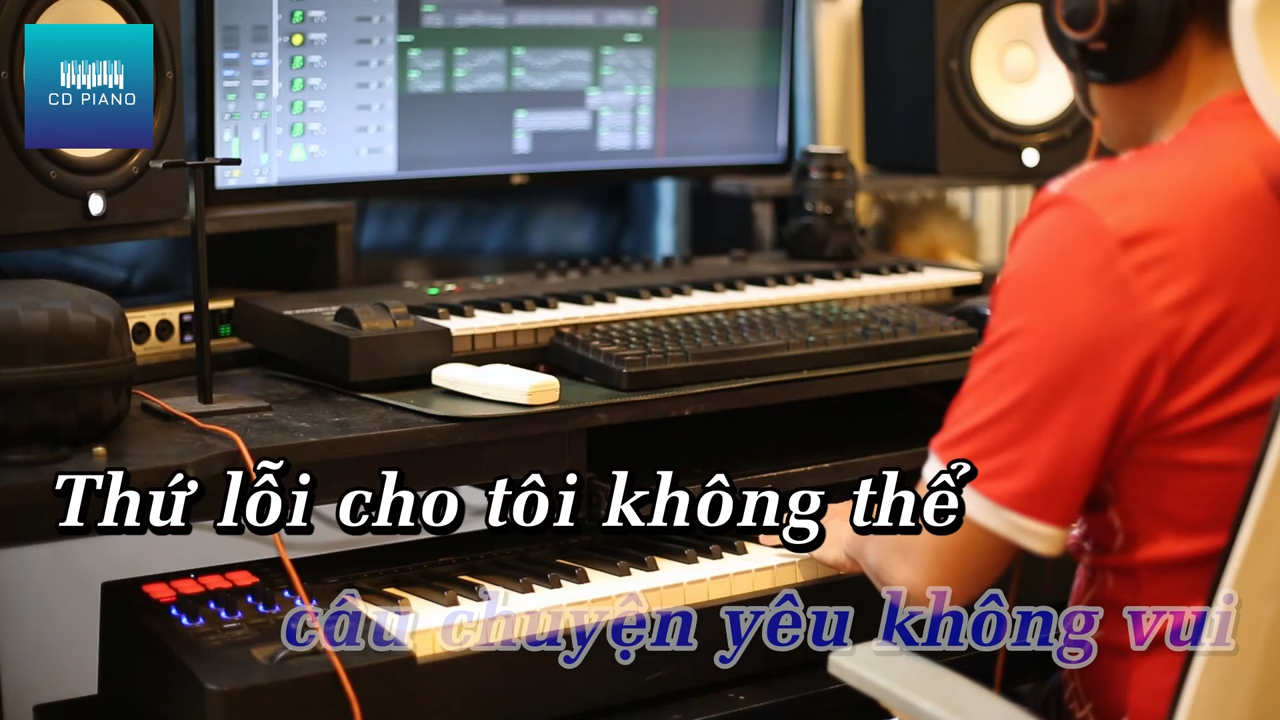 CD PIANO
Thứ lỗi cho tôi không thể
câu chuyện yêu không vui